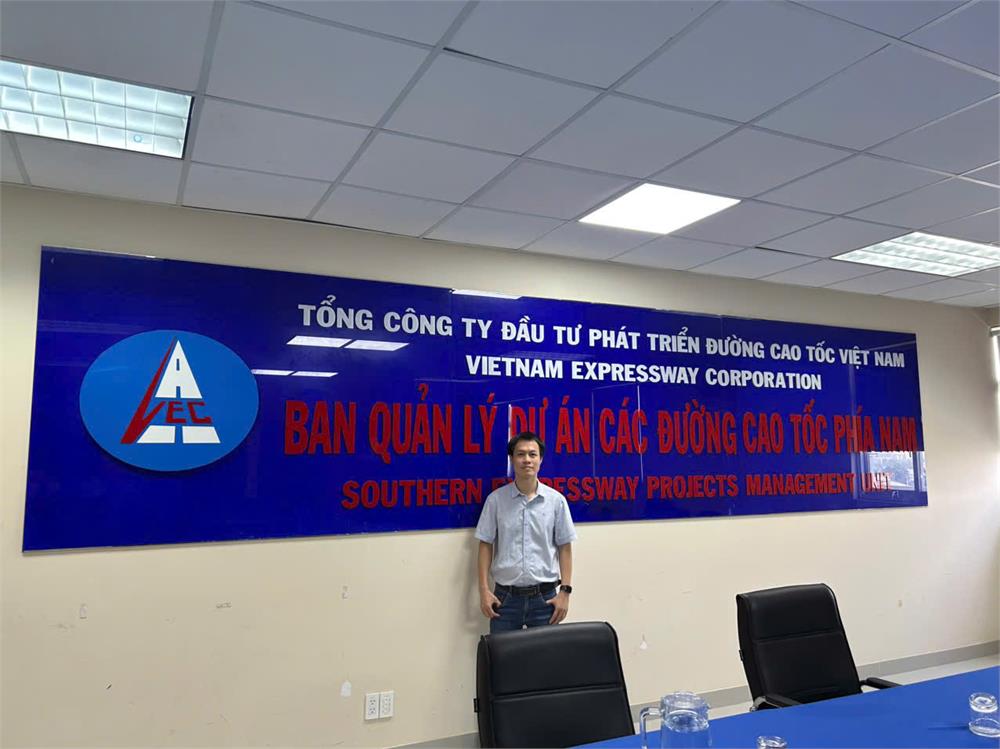 TỔNG CÔNG TY ĐẦU TƯ PHÁT TRIỂN ĐƯỜNG CAO TỐC VIỆT NAM
VIETNAM EXPRESSWAY CORPORATION
VEC
BAN QUẢN LÝ DỰ ÁN CÁC ĐƯỜNG CAO TỐC PHÍA NAM
SOUTHERN EXPRESSWAY PROJECTS MANAGEMENT UNIT